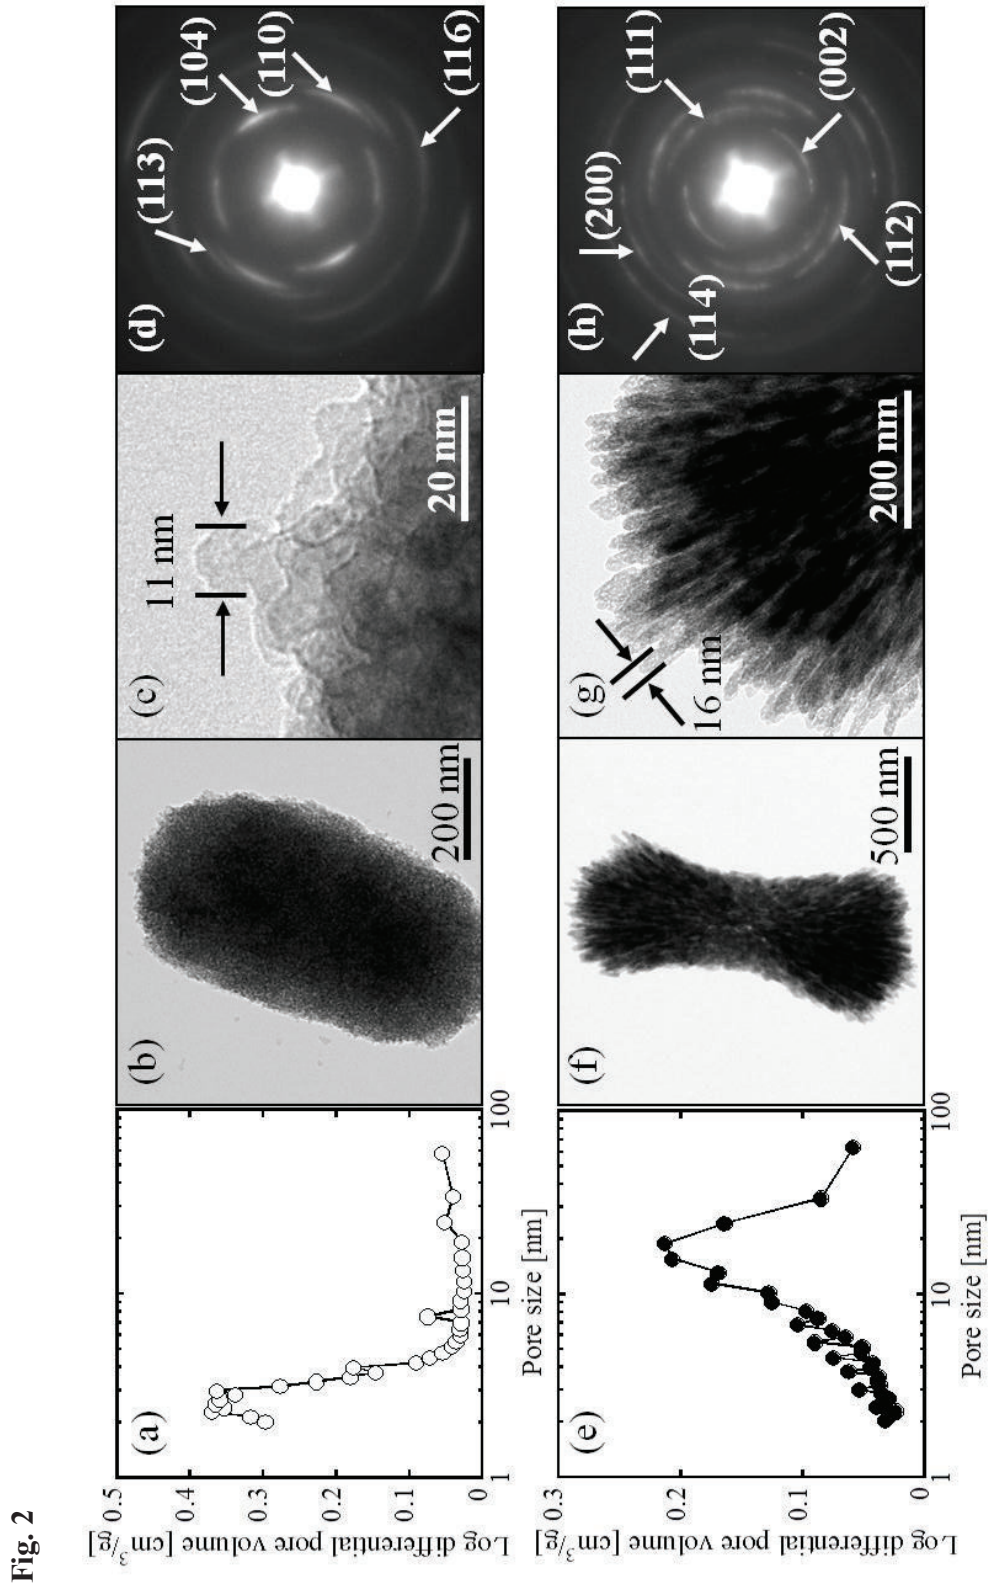 Fig. 2
Log differential pore volume [cm³/g]
0.5
0.4
0.3
0.2
0.1
0
(a)
1
10
100
Pore size [nm]
(b)
200 nm
(c)
11 nm
20 nm
(d)
(113)
(104)
(110)
(116)
Log differential pore volume [cm³/g]
0.3
0.2
0.1
0
(e)
1
10
100
Pore size [nm]
(f)
500 nm
(g)
16 nm
200 nm
(h)
(114)
(200)
(111)
(112)
(002)